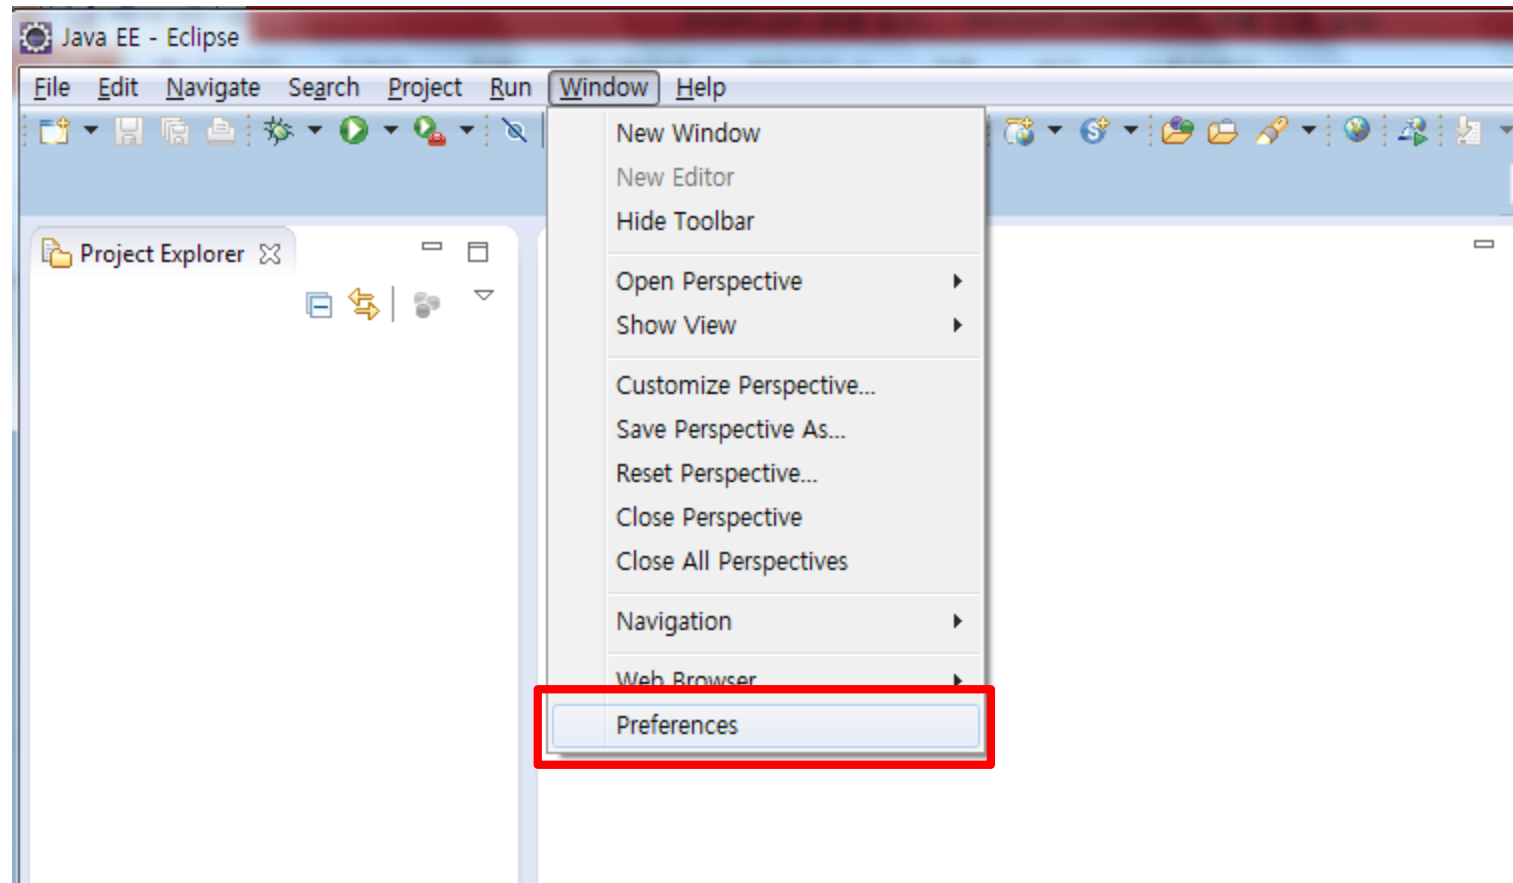 Java EE - Eclipse
File Edit Navigate Search Project Run Window Help
New Window
New Editor
Hide Toolbar
Project Explorer
Open Perspective
Show View
Customize Perspective...
Save Perspective As...
Reset Perspective...
Close Perspective
Close All Perspectives
Navigation
Web Browser
Preferences